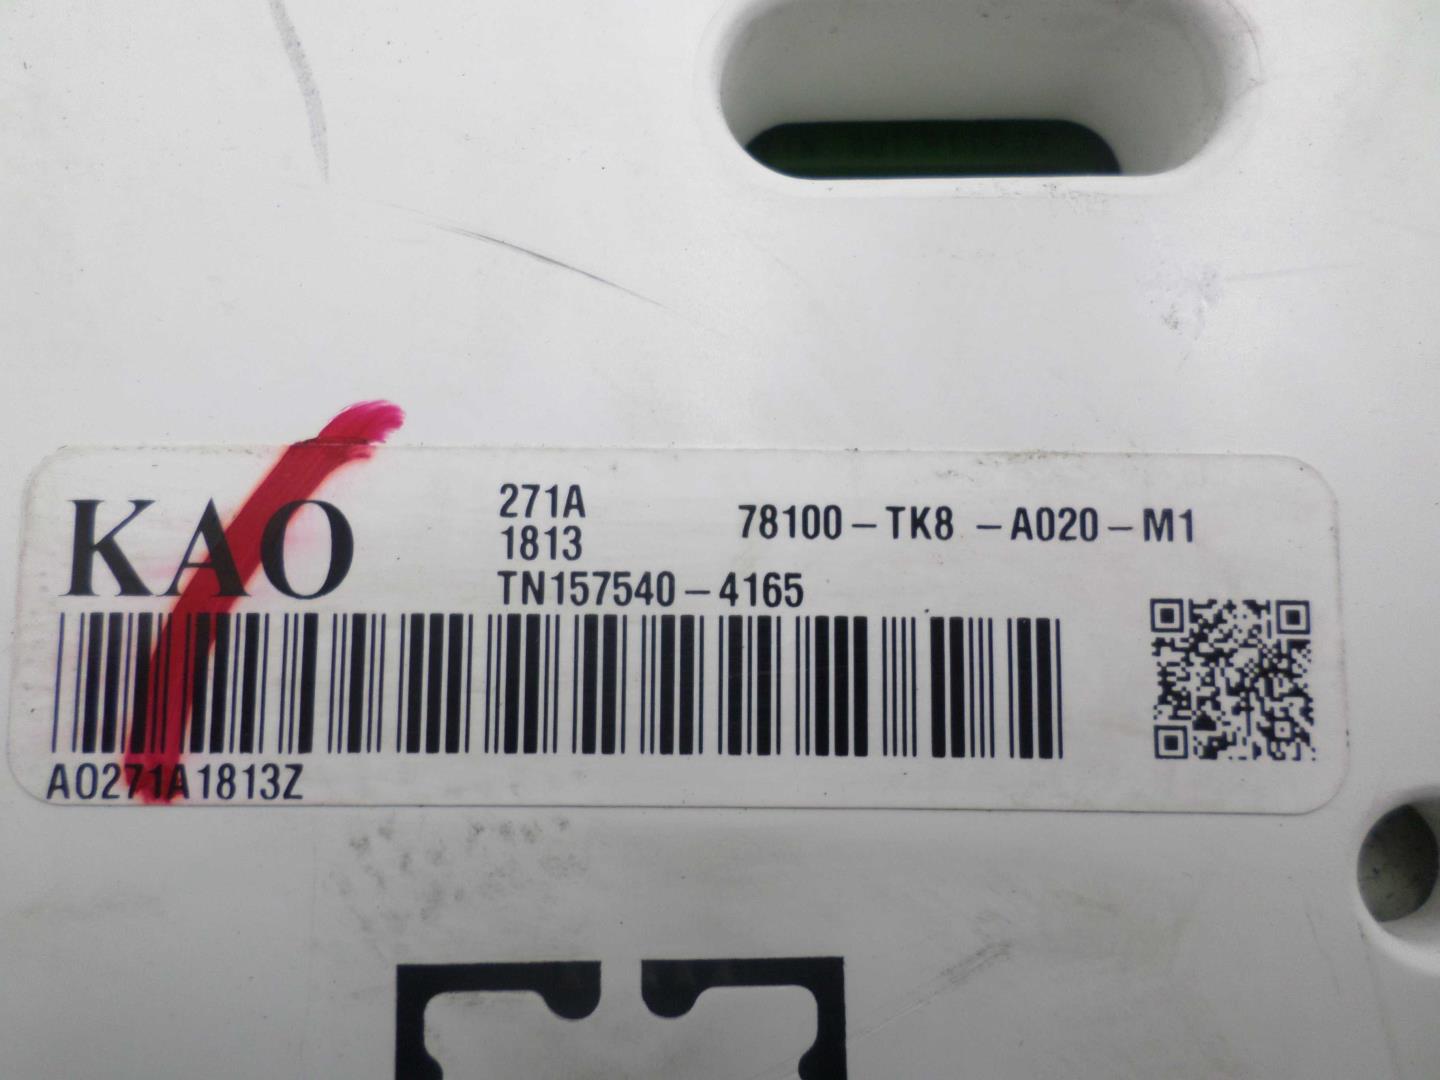 KAO
271A
1813
TN157540-4165
78100-TK8 -A020-M1
A0271A1813Z